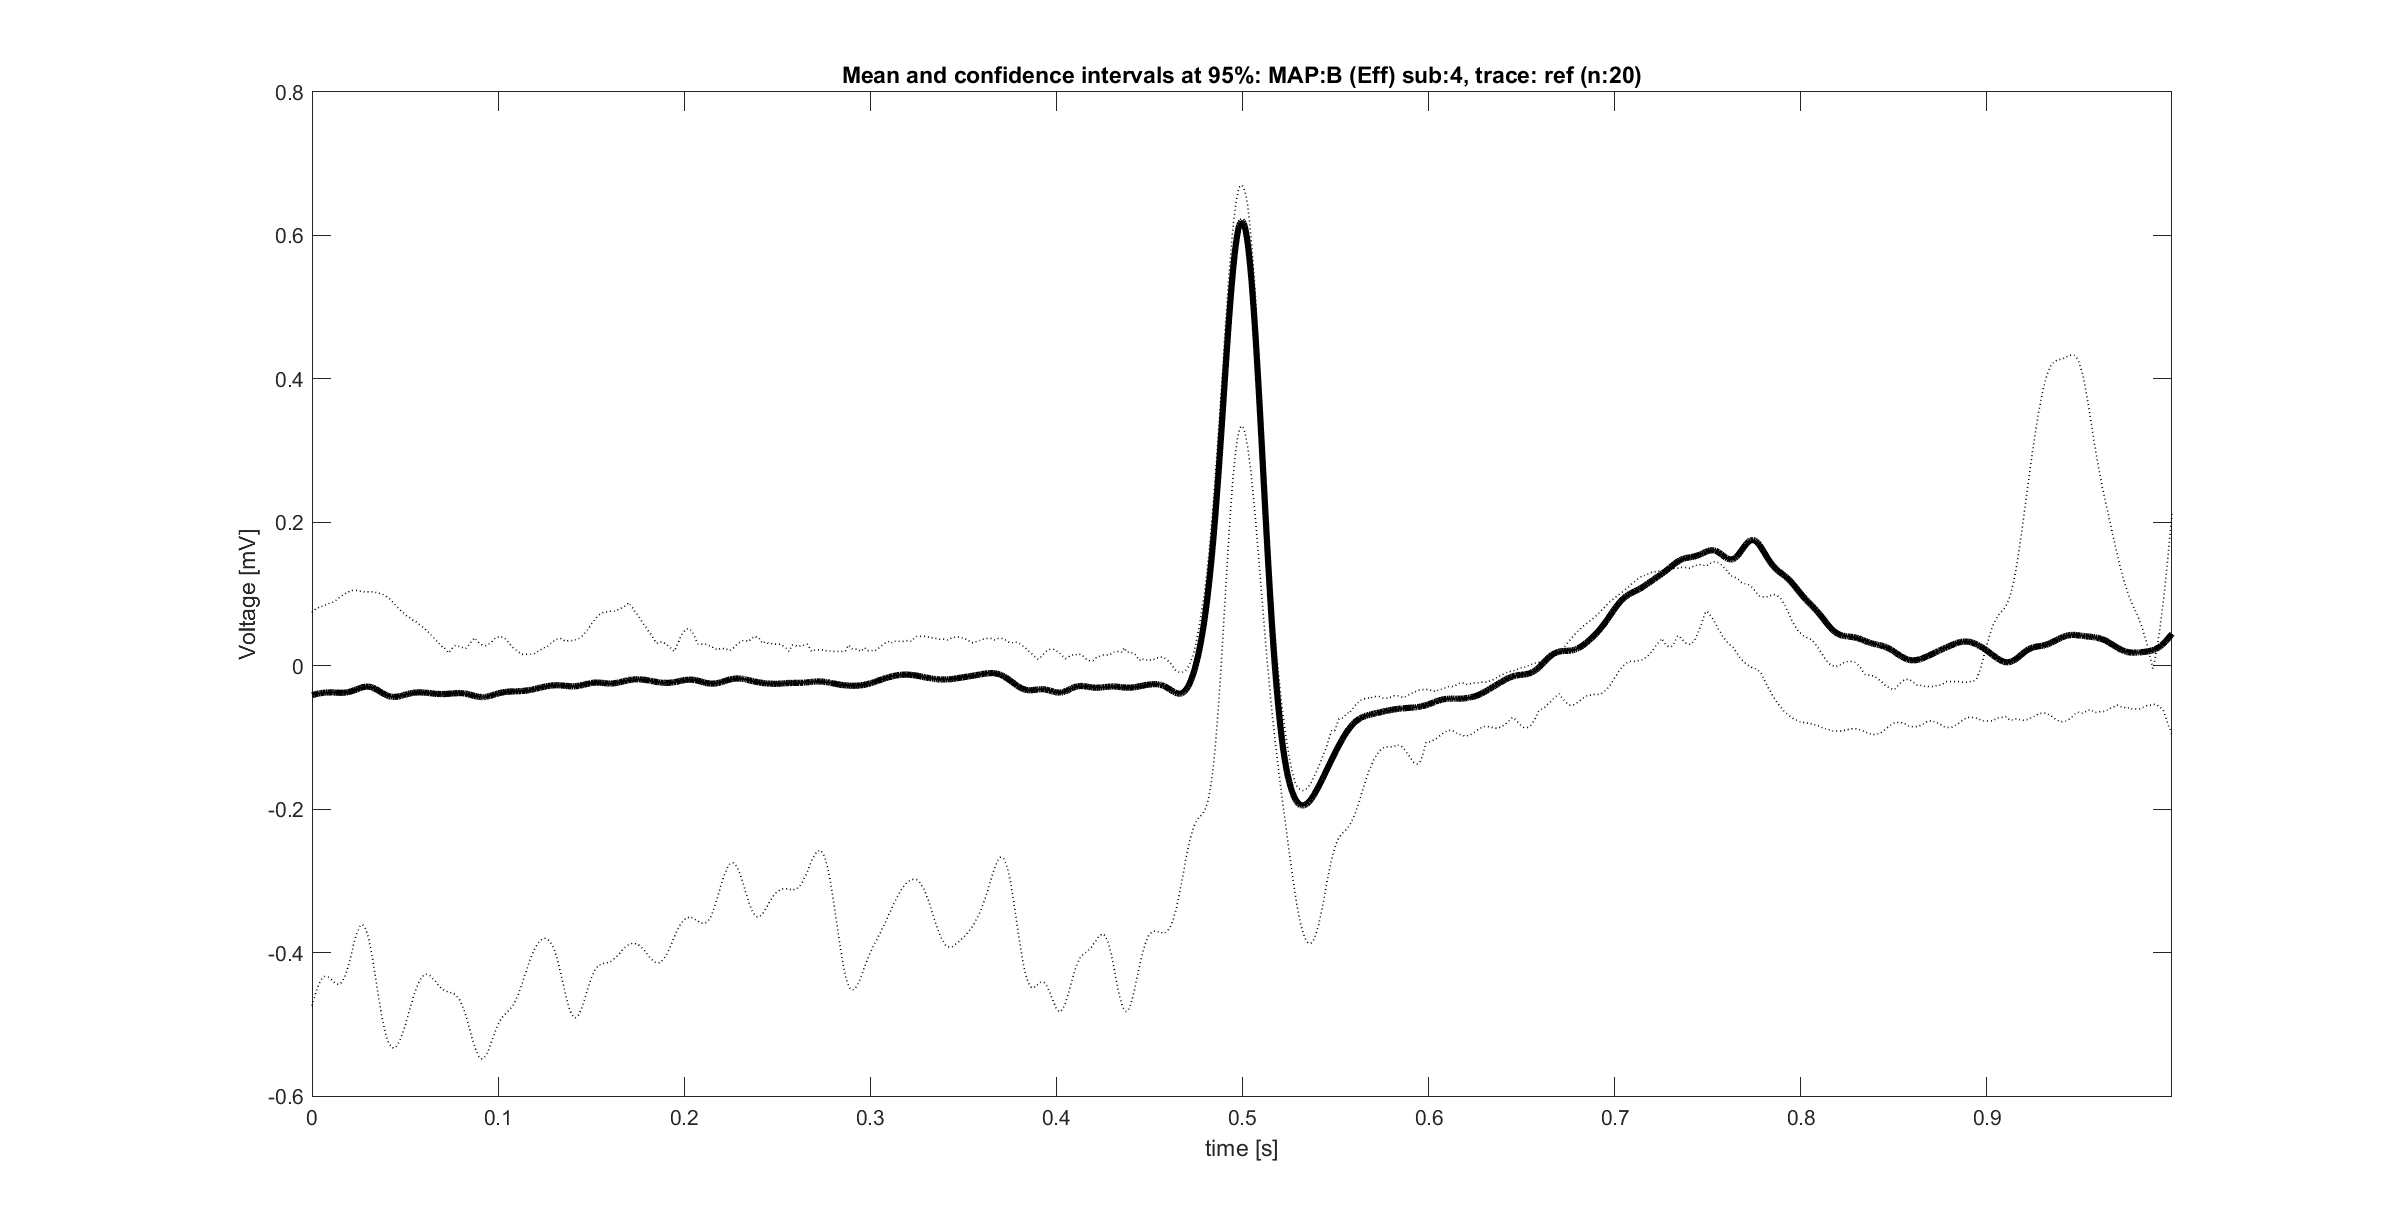 Mean and confidence intervals at 95%: MAP:B (Eff) sub:4, trace: ref (n:20)
0.8
0.6
0.4
0.2
0
-0.2
-0.4
-0.6
Voltage [mV]
0 0.1 0.2 0.3 0.4 0.5 0.6 0.7 0.8 0.9
time [s]